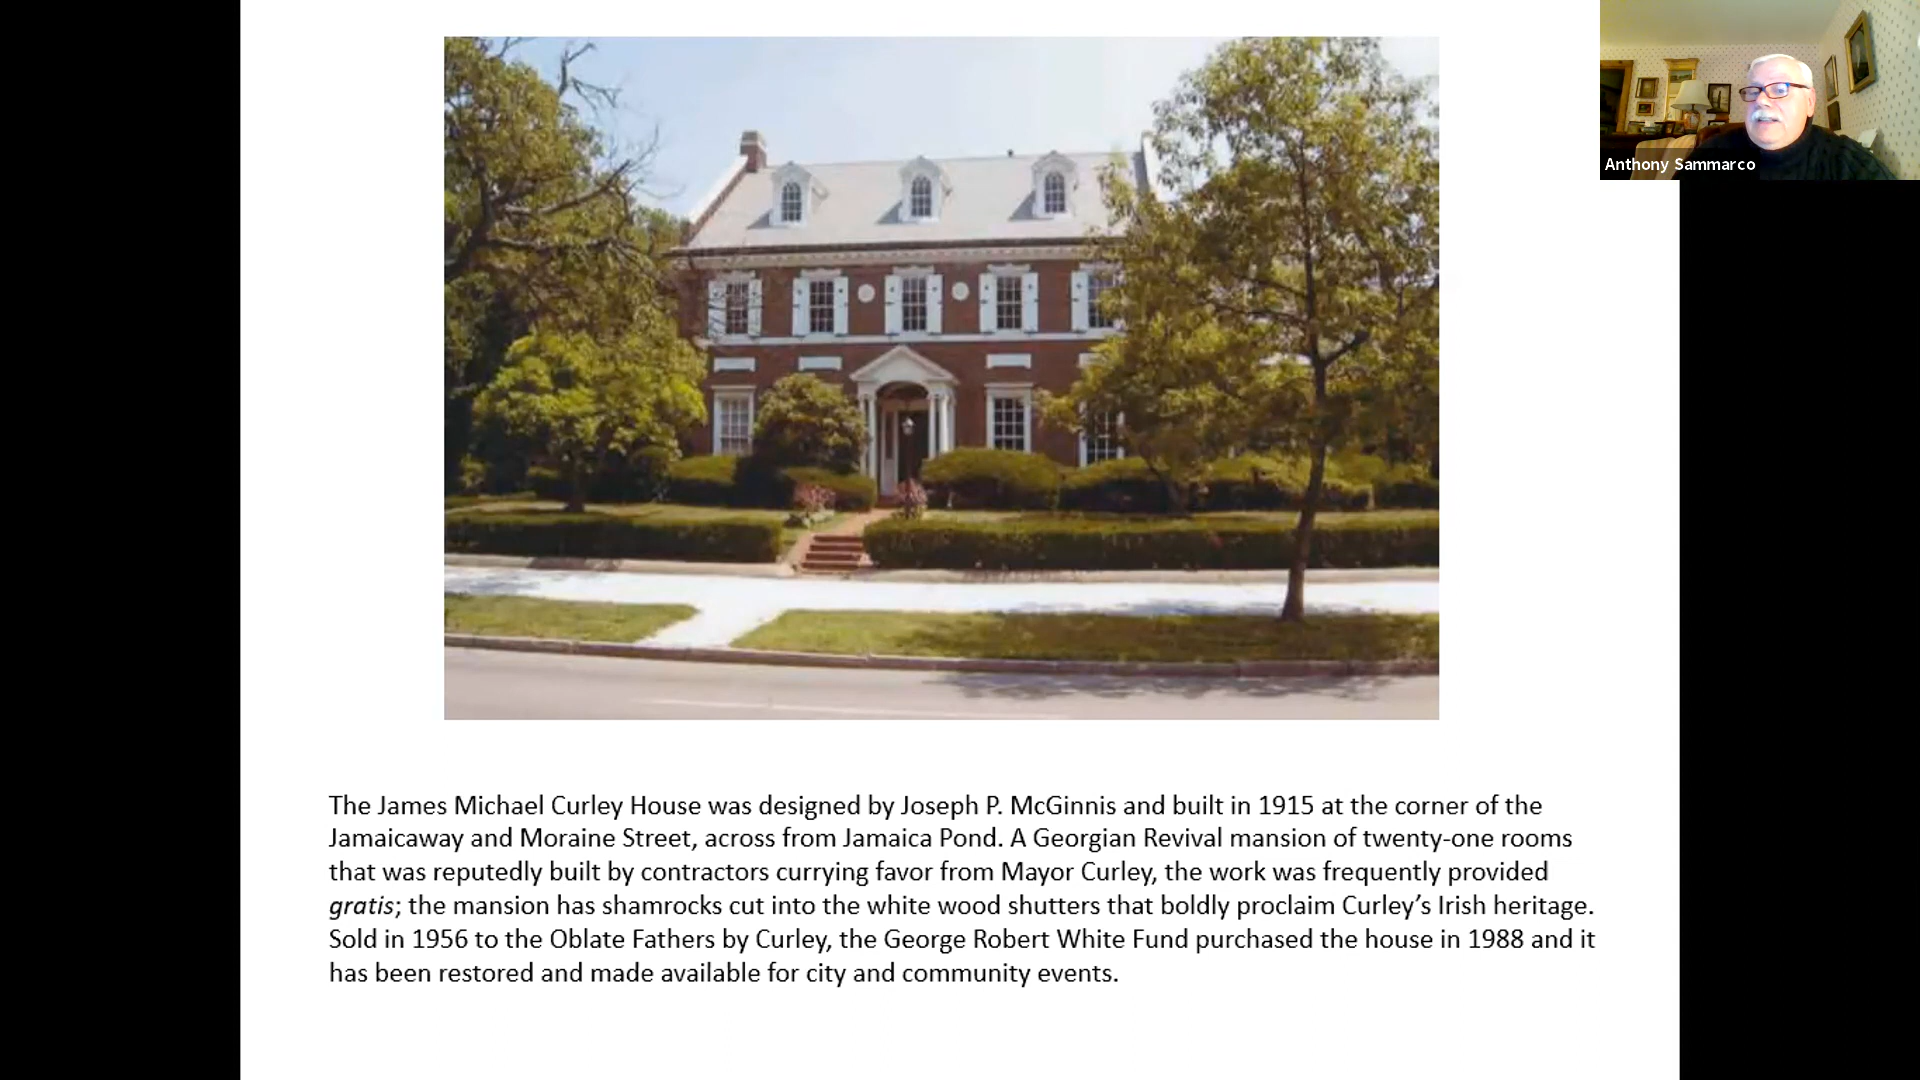 Anthony Sammarco
The James Michael Curley House was designed by Joseph P. McGinnis and built in 1915 at the corner of the
Jamaicaway and Moraine Street, across from Jamaica Pond. A Georgian Revival mansion of twenty-one rooms
that was reputedly built by contractors currying favor from Mayor Curley, the work was frequently provided
gratis; the mansion has shamrocks cut into the white wood shutters that boldly proclaim Curley’s Irish heritage.
Sold in 1956 to the Oblate Fathers by Curley, the George Robert White Fund purchased the house in 1988 and it
has been restored and made available for city and community events.